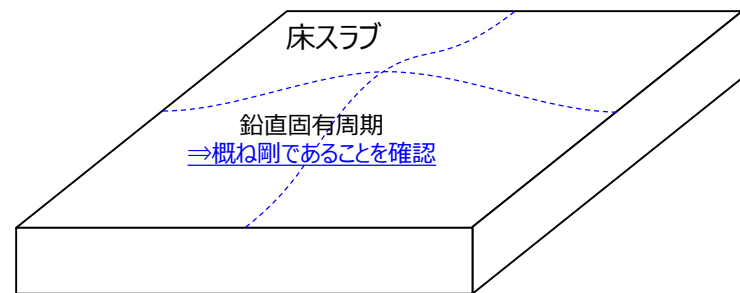 床スラブ
鉛直固有周期
⇒概ね剛であることを確認